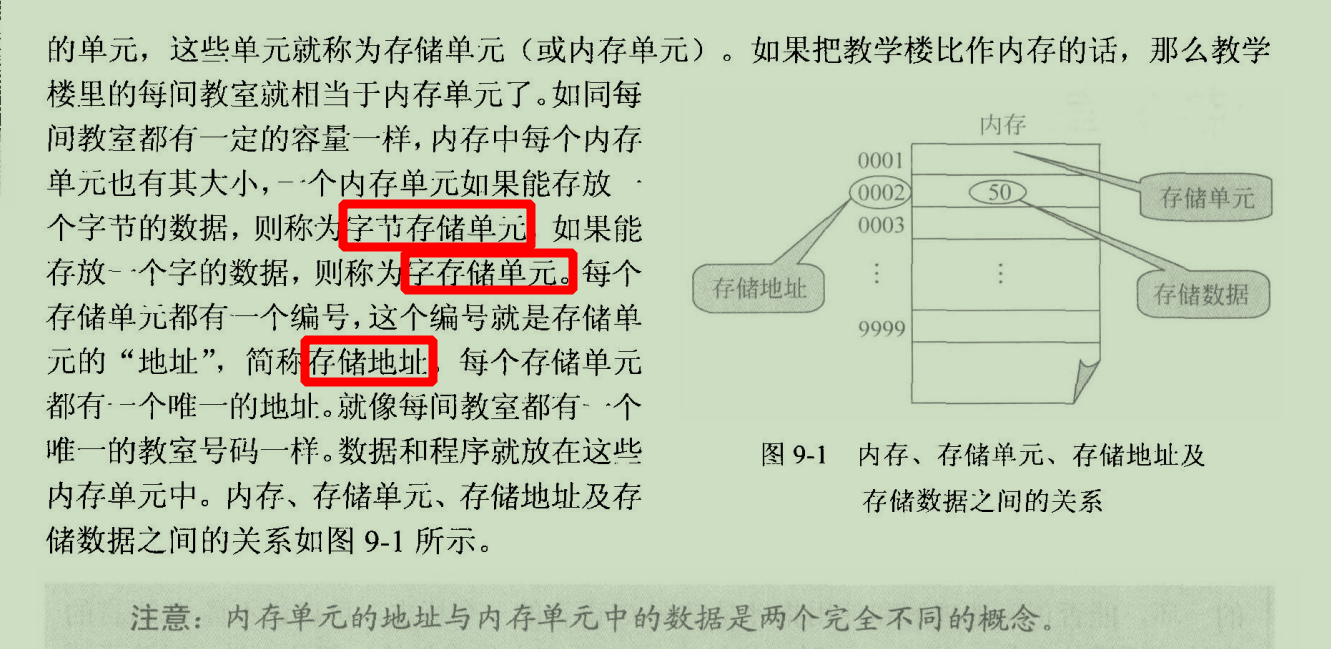 的单元，这些单元就称为存储单元（或内存单元）。如果把教学楼比作内存的话，那么教学
楼里的每间教室就相当于内存单元了。如同每
间教室都有一定的容量一样，内存中每个内存
单元也有其大小，一个内存单元如果能存放一
个字节的数据，则称为字节存储单元，如果能
存放一个字的数据，则称为字存储单元。每个
存储单元都有一个编号，这个编号就是存储单
元的“地址”，简称存储地址。每个存储单元
都有一个唯一的地址。就像每间教室都有一个
唯一的教室号码一样。数据和程序就放在这些
内存单元中。内存、存储单元、存储地址及存
储数据之间的关系如图 9-1 所示。
内存
0001
0002
50
存储单元
0003
存储地址
⋮
⋮
存储数据
9999
图 9-1 内存、存储单元、存储地址及
存储数据之间的关系
注意：内存单元的地址与内存单元中的数据是两个完全不同的概念。